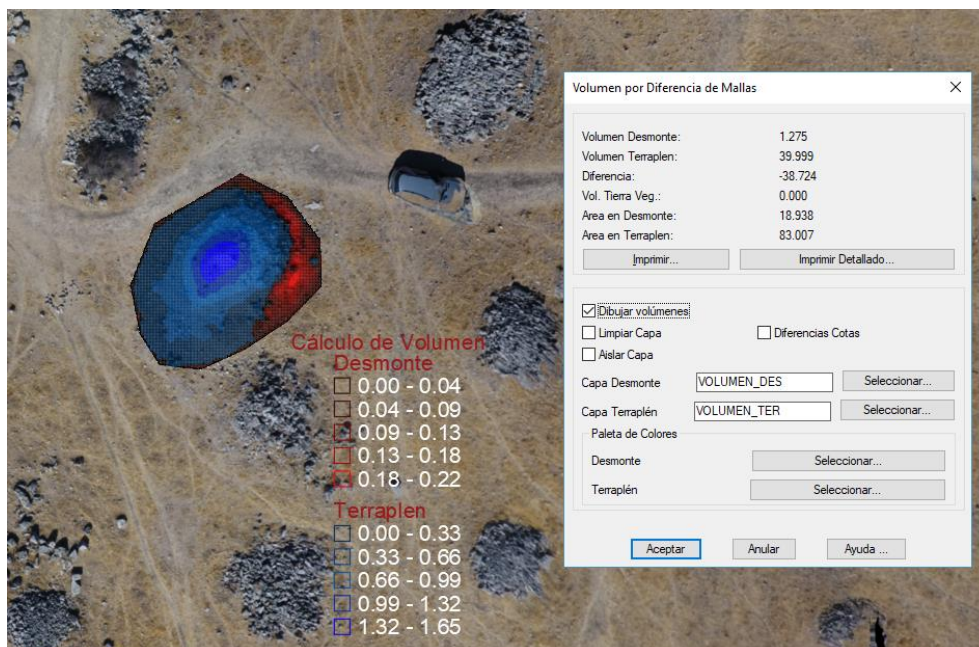 Cálculo de Volumen
Desmonte
0.00 - 0.04
0.04 - 0.09
0.09 - 0.13
0.13 - 0.18
0.18 - 0.22
Terraplen
0.00 - 0.33
0.33 - 0.66
0.66 - 0.99
0.99 - 1.32
1.32 - 1.65
Volumen por Diferencia de Mallas
Volumen Desmonte: 1.275
Volumen Terraplen: 39.999
Diferencia: -38.724
Vol. Tierra Veg.: 0.000
Area en Desmonte: 18.938
Area en Terraplen: 83.007
Imprimir... Imprimir Detallado...
Dibujar volúmenes
Limpiar Capa Diferencias Cotas
Aislar Capa
Capa Desmonte VOLUMEN_DES Seleccionar...
Capa Terraplén VOLUMEN_TER Seleccionar...
Paleta de Colores
Desmonte Seleccionar...
Terraplén Seleccionar...
Aceptar Anular Ayuda ...